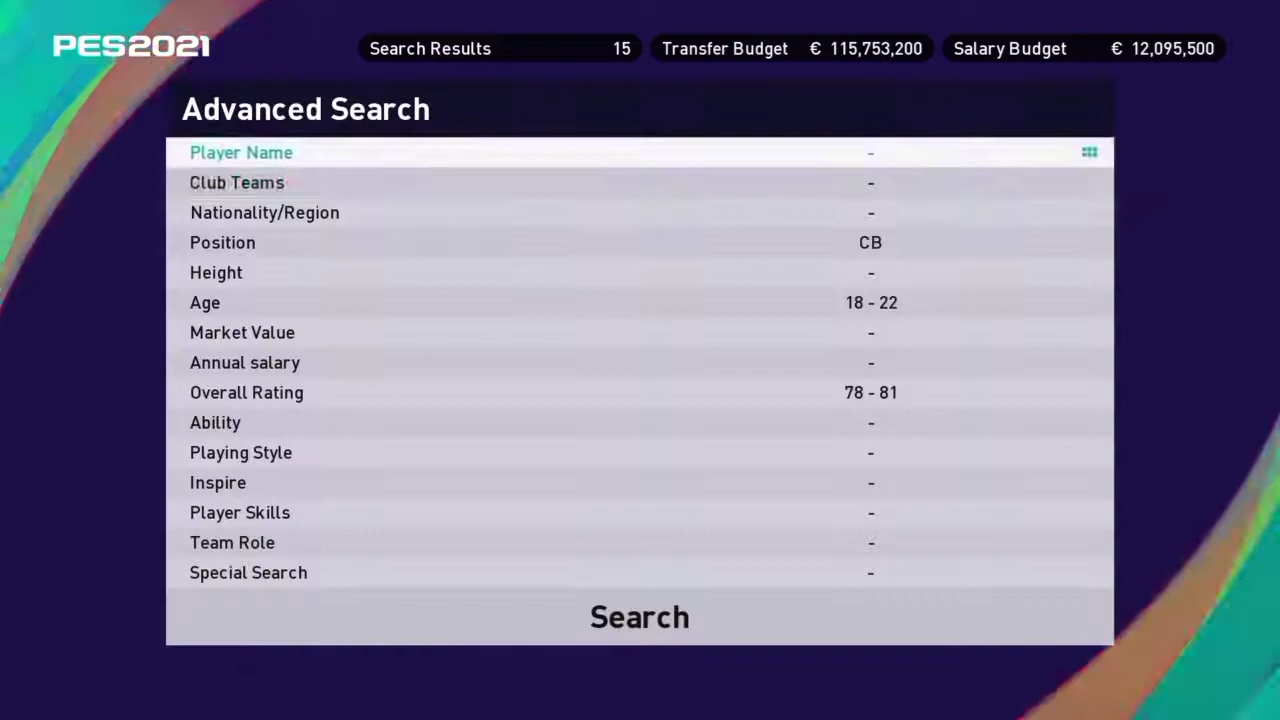 PES2021
Search Results 15 Transfer Budget € 115,753,200 Salary Budget € 12,095,500
Advanced Search
Player Name -
Club Teams -
Nationality/Region -
Position CB
Height -
Age 18 - 22
Market Value -
Annual salary -
Overall Rating 78 - 81
Ability -
Playing Style -
Inspire -
Player Skills -
Team Role -
Special Search -
Search